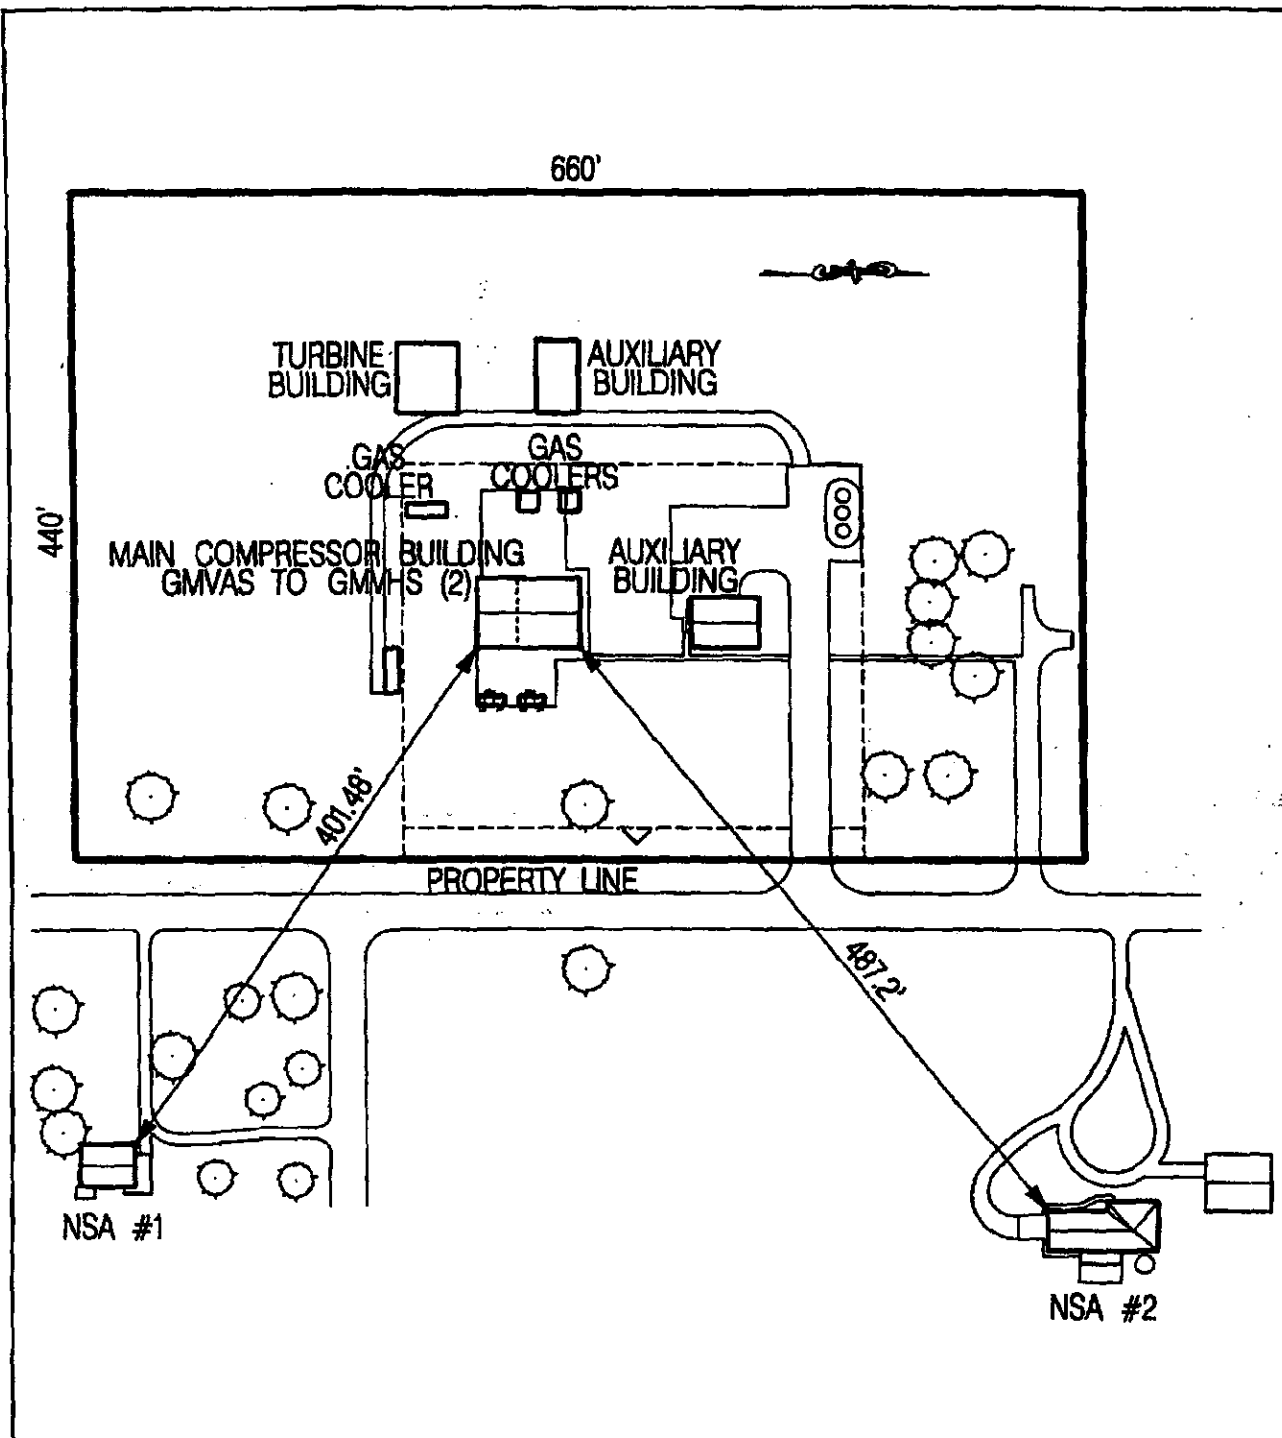 660'
TURBINE
BUILDING
AUXILIARY
BUILDING
GAS
COOLER
GAS
COOLERS
440'
MAIN COMPRESSOR BUILDING
GMVAS TO GMVHS (2)
AUXILIARY
BUILDING
401.48'
PROPERTY LINE
487.2'
NSA #1
NSA #2